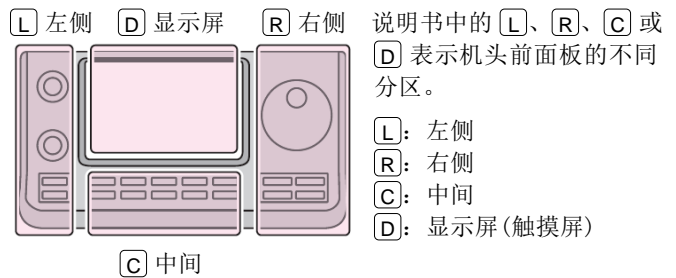 L 左侧 D 显示屏 R 右侧
C 中间
说明书中的 L、R、C 或
D 表示机头前面板的不同
分区。
L：左侧
R：右侧
C：中间
D：显示屏(触摸屏)